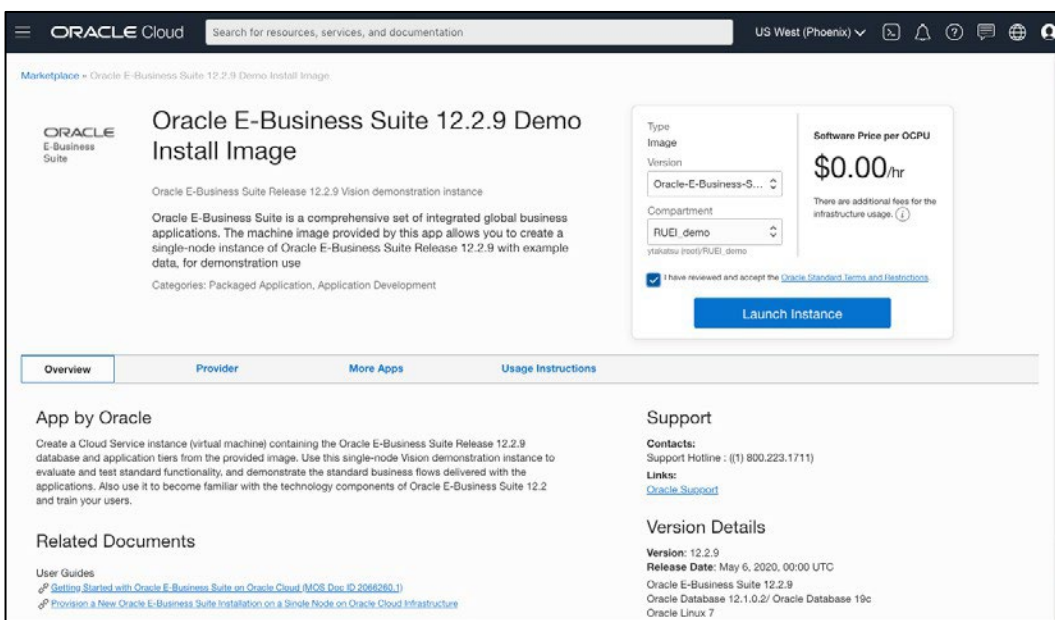 ORACLE Cloud
Search for resources, services, and documentation
US West (Phoenix)
Marketplace » Oracle E-Business Suite 12.2.9 Demo Install Image
ORACLE
E-Business
Suite
Oracle E-Business Suite 12.2.9 Demo
Install Image
Oracle E-Business Suite Release 12.2.9 Vision demonstration instance
Oracle E-Business Suite is a comprehensive set of integrated global business
applications. The machine image provided by this app allows you to create a
single-node instance of Oracle E-Business Suite Release 12.2.9 with example
data, for demonstration use
Categories: Packaged Application, Application Development
Type
Image
Version
Oracle-E-Business-S...
Compartment
RUEI_demo
ytakatsu (root)/RUEI_demo
Software Price per OCPU
$0.00/hr
There are additional fees for the
infrastructure usage.
I have reviewed and accept the Oracle Standard Terms and Restrictions.
Launch Instance
Overview
Provider
More Apps
Usage Instructions
App by Oracle
Create a Cloud Service instance (virtual machine) containing the Oracle E-Business Suite Release 12.2.9
database and application tiers from the provided image. Use this single-node Vision demonstration instance to
evaluate and test standard functionality, and demonstrate the standard business flows delivered with the
applications. Also use it to become familiar with the technology components of Oracle E-Business Suite 12.2
and train your users.
Related Documents
User Guides
Getting Started with Oracle E-Business Suite on Oracle Cloud (MOS Doc ID 2066260.1)
Provision a New Oracle E-Business Suite Installation on a Single Node on Oracle Cloud Infrastructure
Support
Contacts:
Support Hotline : ((1) 800.223.1711)
Links:
Oracle Support
Version Details
Version: 12.2.9
Release Date: May 6, 2020, 00:00 UTC
Oracle E-Business Suite 12.2.9
Oracle Database 12.1.0.2/ Oracle Database 19c
Oracle Linux 7